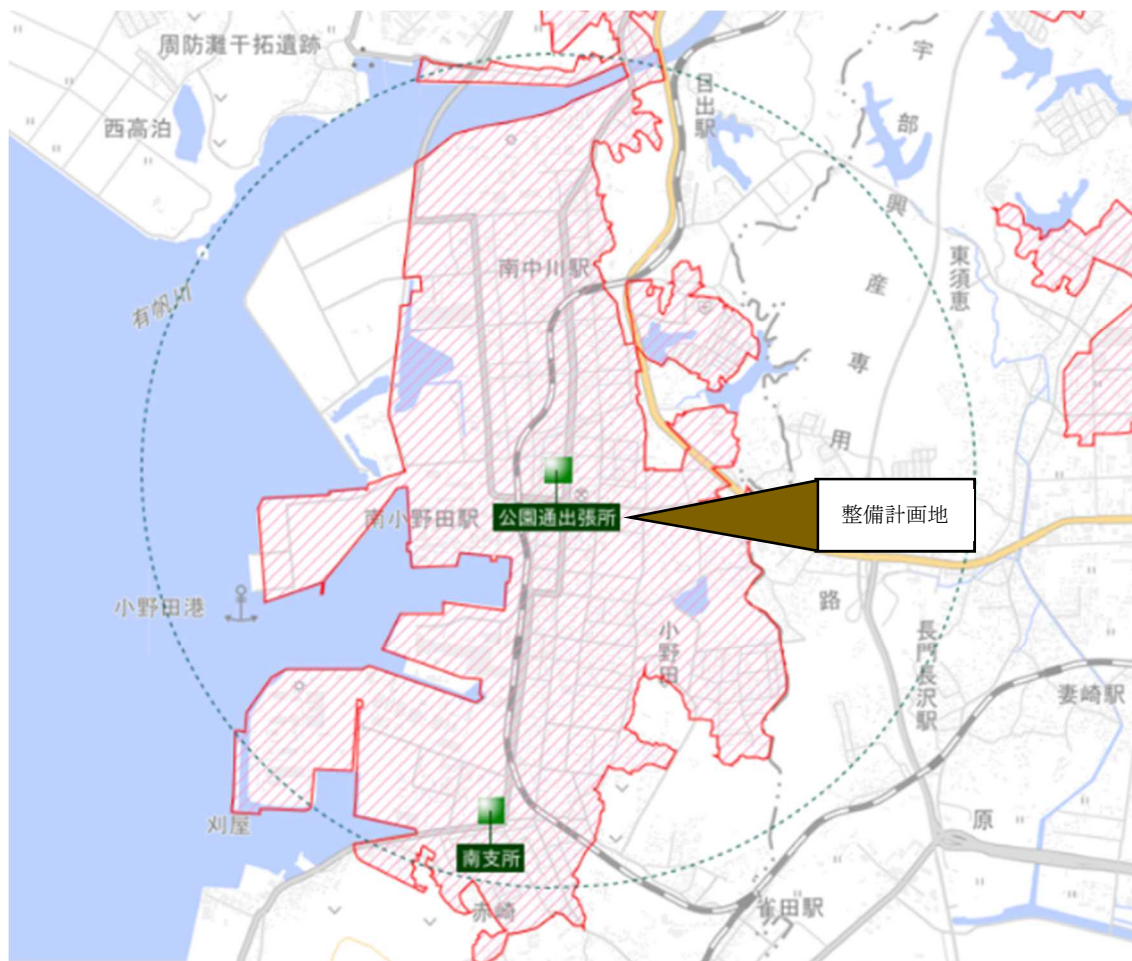 周防灘干拓遺跡
西高泊
目出駅
宇部興産専用路
東須恵
有帆川
南中川駅
南小野田駅
公園通出張所
整備計画地
小野田港
小野田
長門長沢駅
妻崎駅
刈屋
原
南支所
赤崎
雀田駅